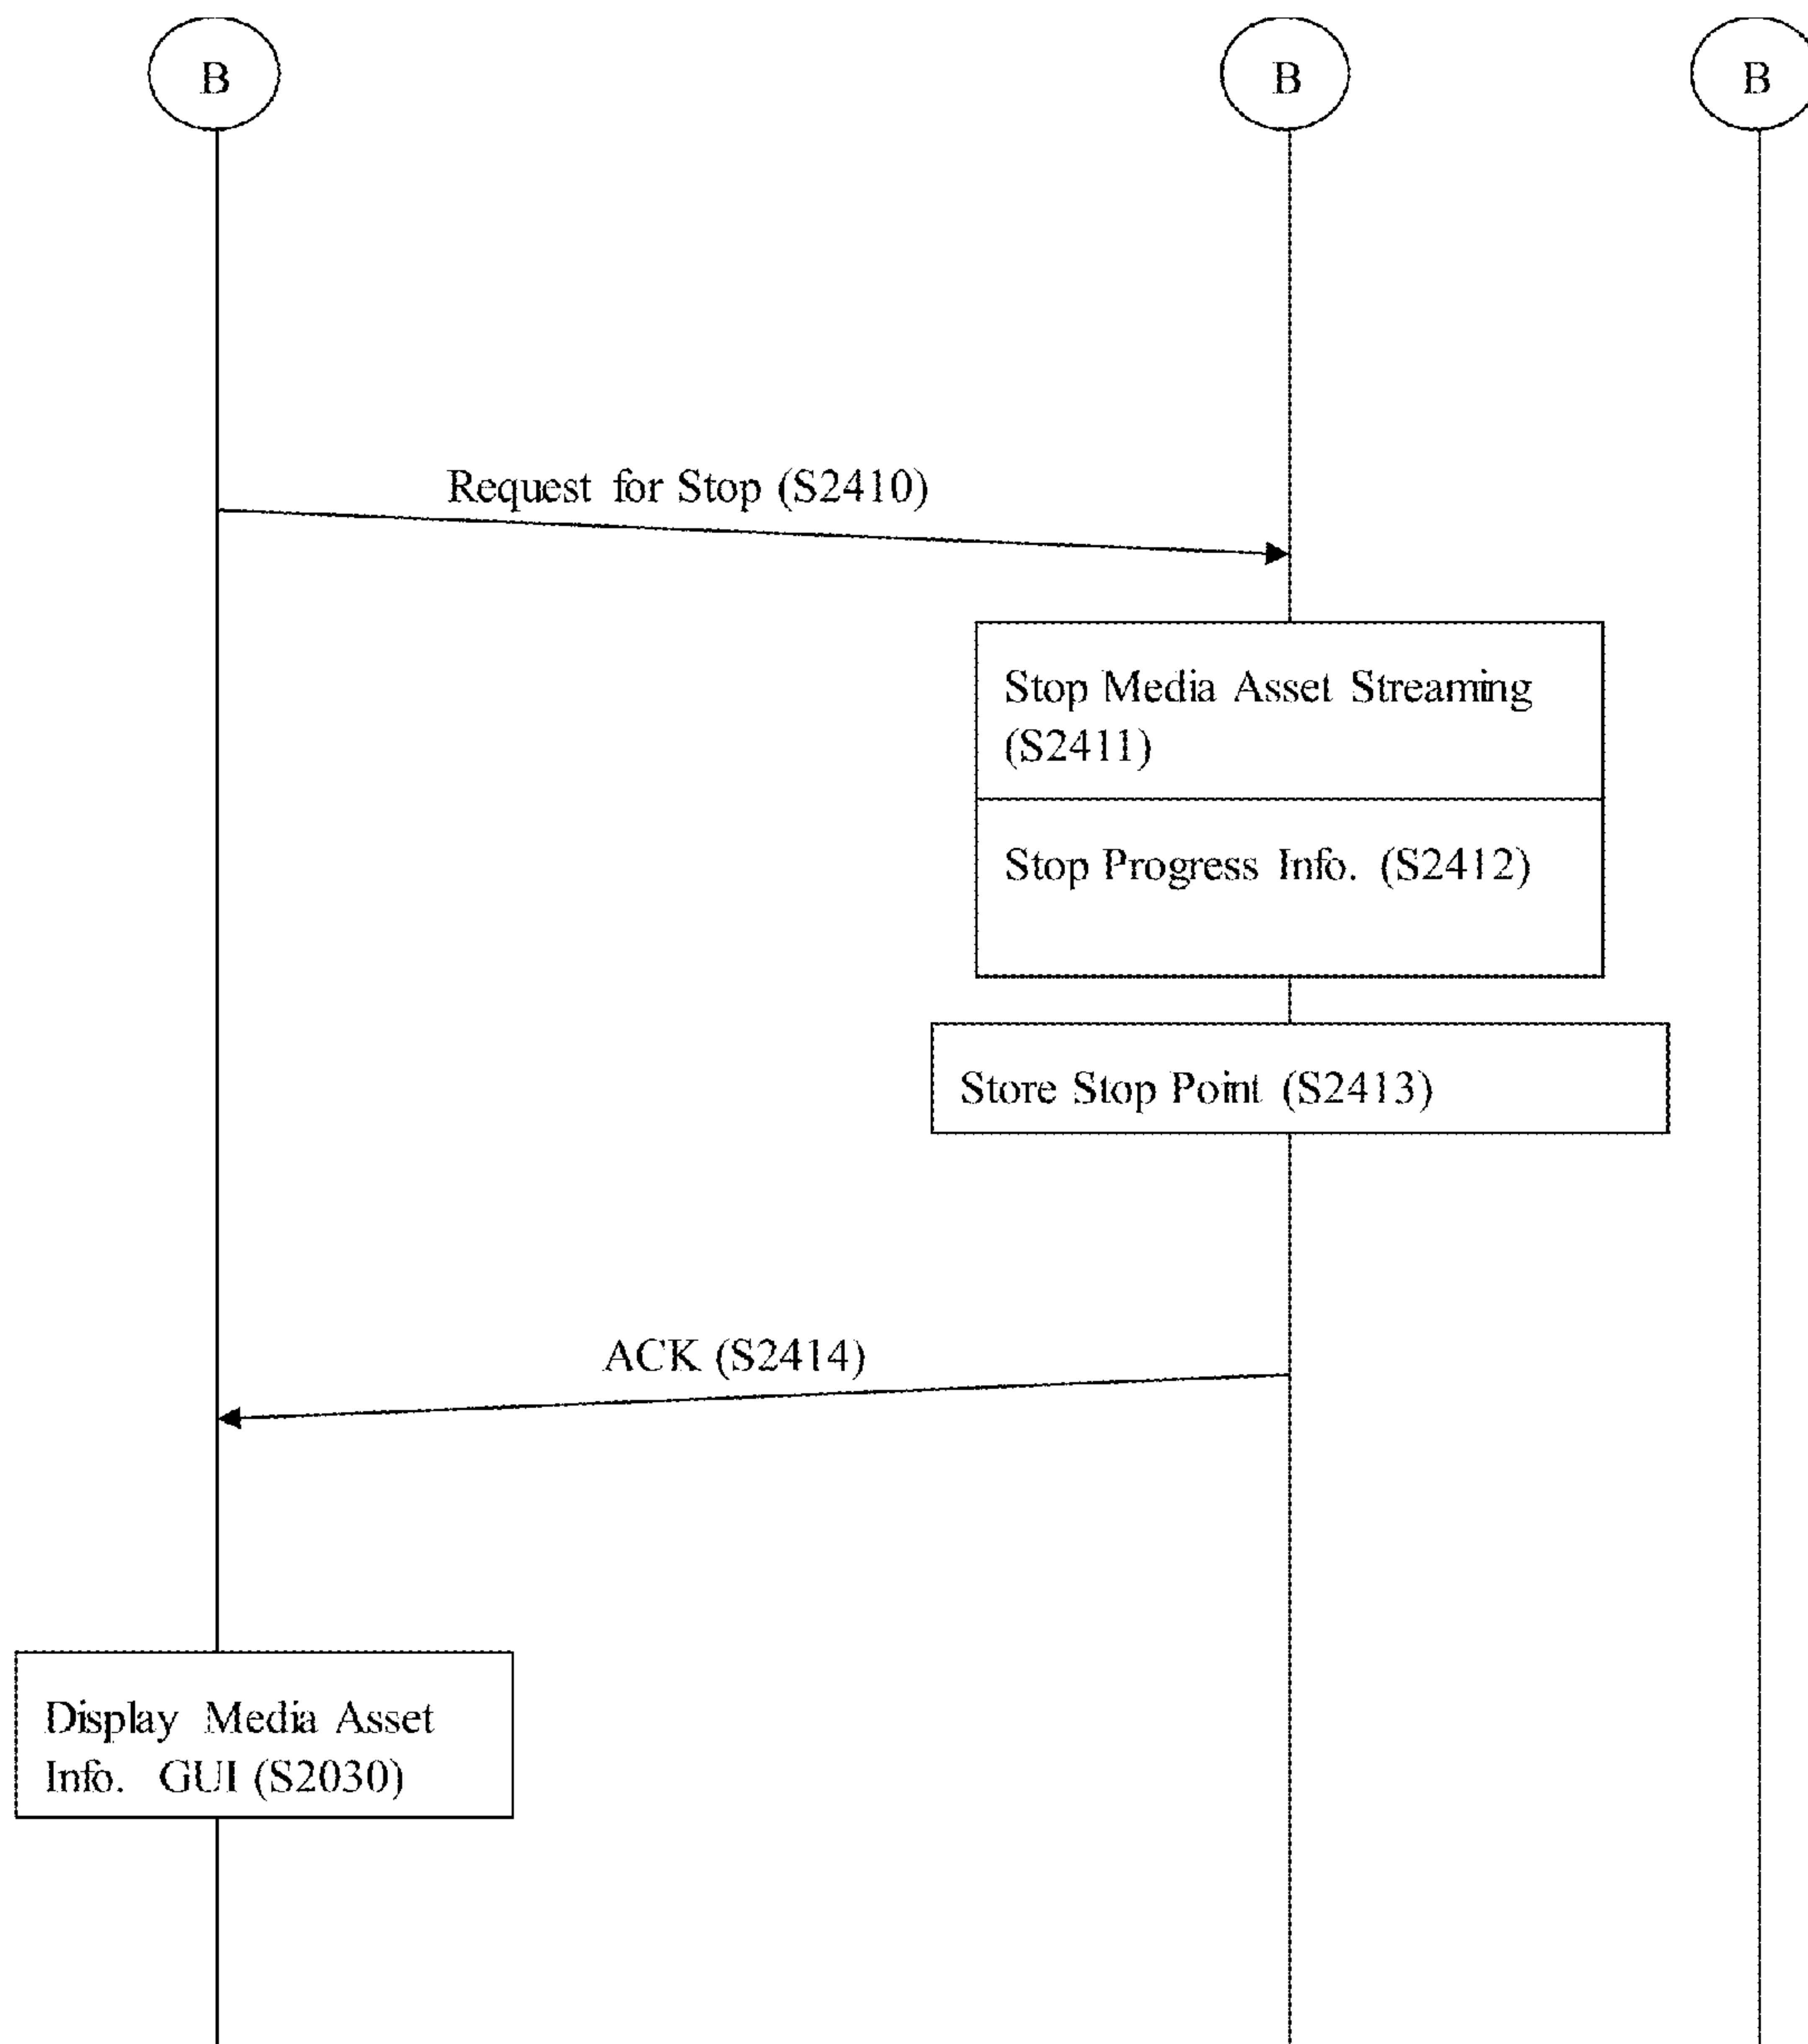 B
B
B
Request for Stop (S2410)
Stop Media Asset Streaming
(S2411)
Stop Progress Info. (S2412)
Store Stop Point (S2413)
ACK (S2414)
Display Media Asset
Info. GUI (S2030)